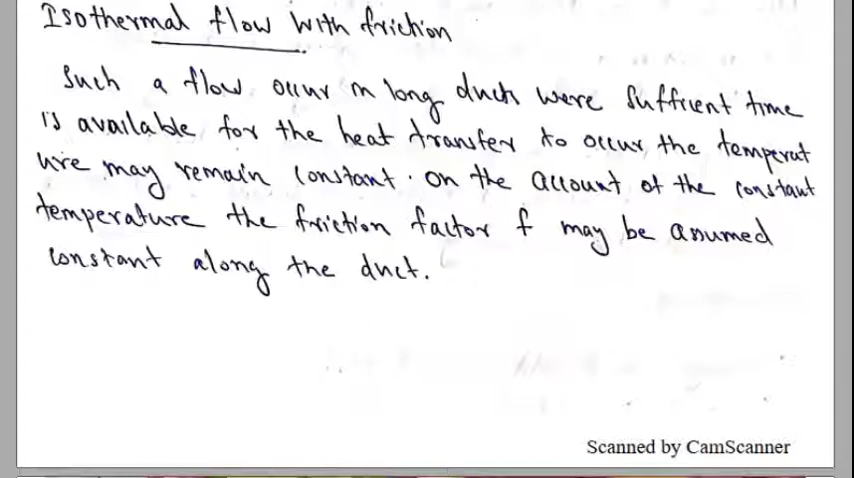 Isothermal flow with friction
Such a flow occur in long ducts were sufficient time
is available for the heat transfer to occur, the temperat
ure may remain constant. On the account of the constant
temperature the friction factor f may be assumed
constant along the duct.
Scanned by CamScanner